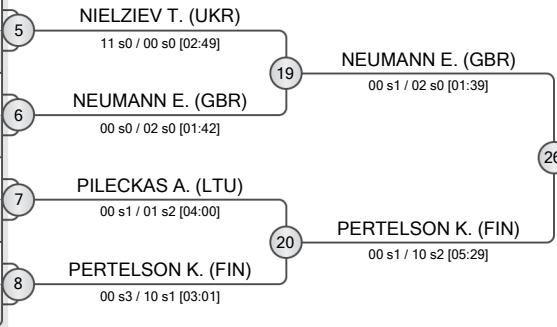 5
NIELZIEV T. (UKR)
11 s0 / 00 s0 [02:49]
19
NEUMANN E. (GBR)
00 s1 / 02 s0 [01:39]
6
NEUMANN E. (GBR)
00 s0 / 02 s0 [01:42]
26
7
PILECKAS A. (LTU)
00 s1 / 01 s2 [04:00]
20
PERTELSON K. (FIN)
00 s1 / 10 s2 [05:29]
8
PERTELSON K. (FIN)
00 s3 / 10 s1 [03:01]